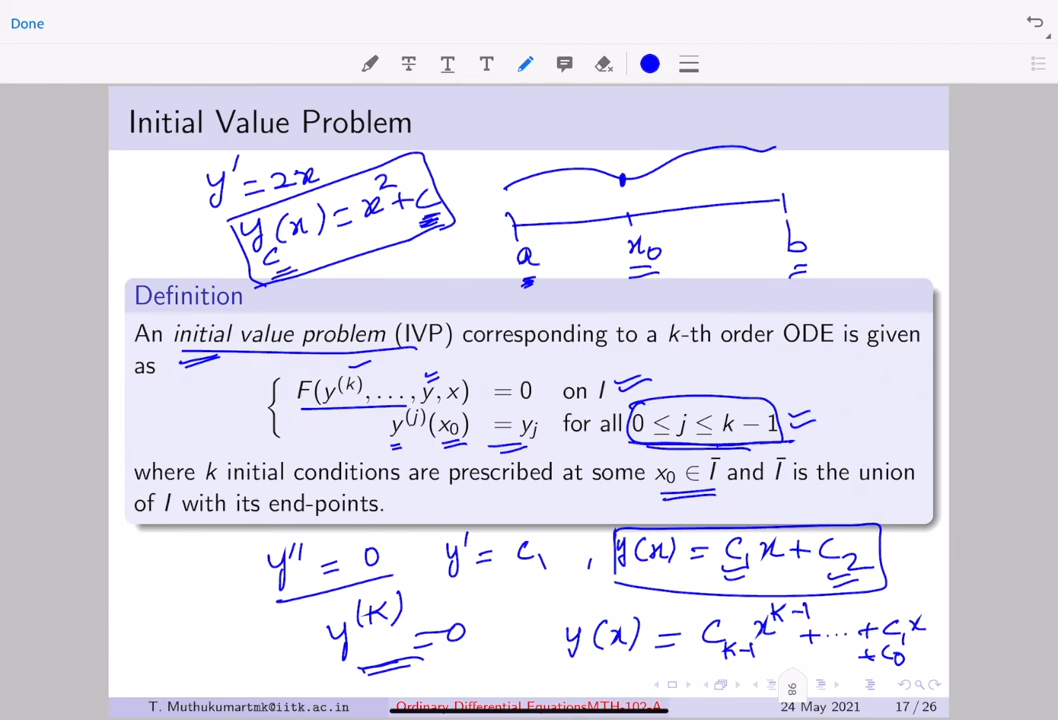 Done
Initial Value Problem
y' = 2x
y(x) = x² + C
C
a x₀ b
Definition
An initial value problem (IVP) corresponding to a k-th order ODE is given
as
F(y⁽ᵏ⁾, ..., y, x) = 0 on I
y⁽ʲ⁾(x₀) = yⱼ for all 0 ≤ j ≤ k − 1
where k initial conditions are prescribed at some x₀ ∈ Ī and Ī is the union
of I with its end-points.
y'' = 0 y' = C₁ , y(x) = C₁x + C₂
y⁽ᴷ⁾ = 0 y(x) = C_{K-1} x^{K-1} + ... + C₁x
+ C₀
98
T. Muthukumartmk@iitk.ac.in Ordinary Differential EquationsMTH-102-A 24 May 2021 17 / 26